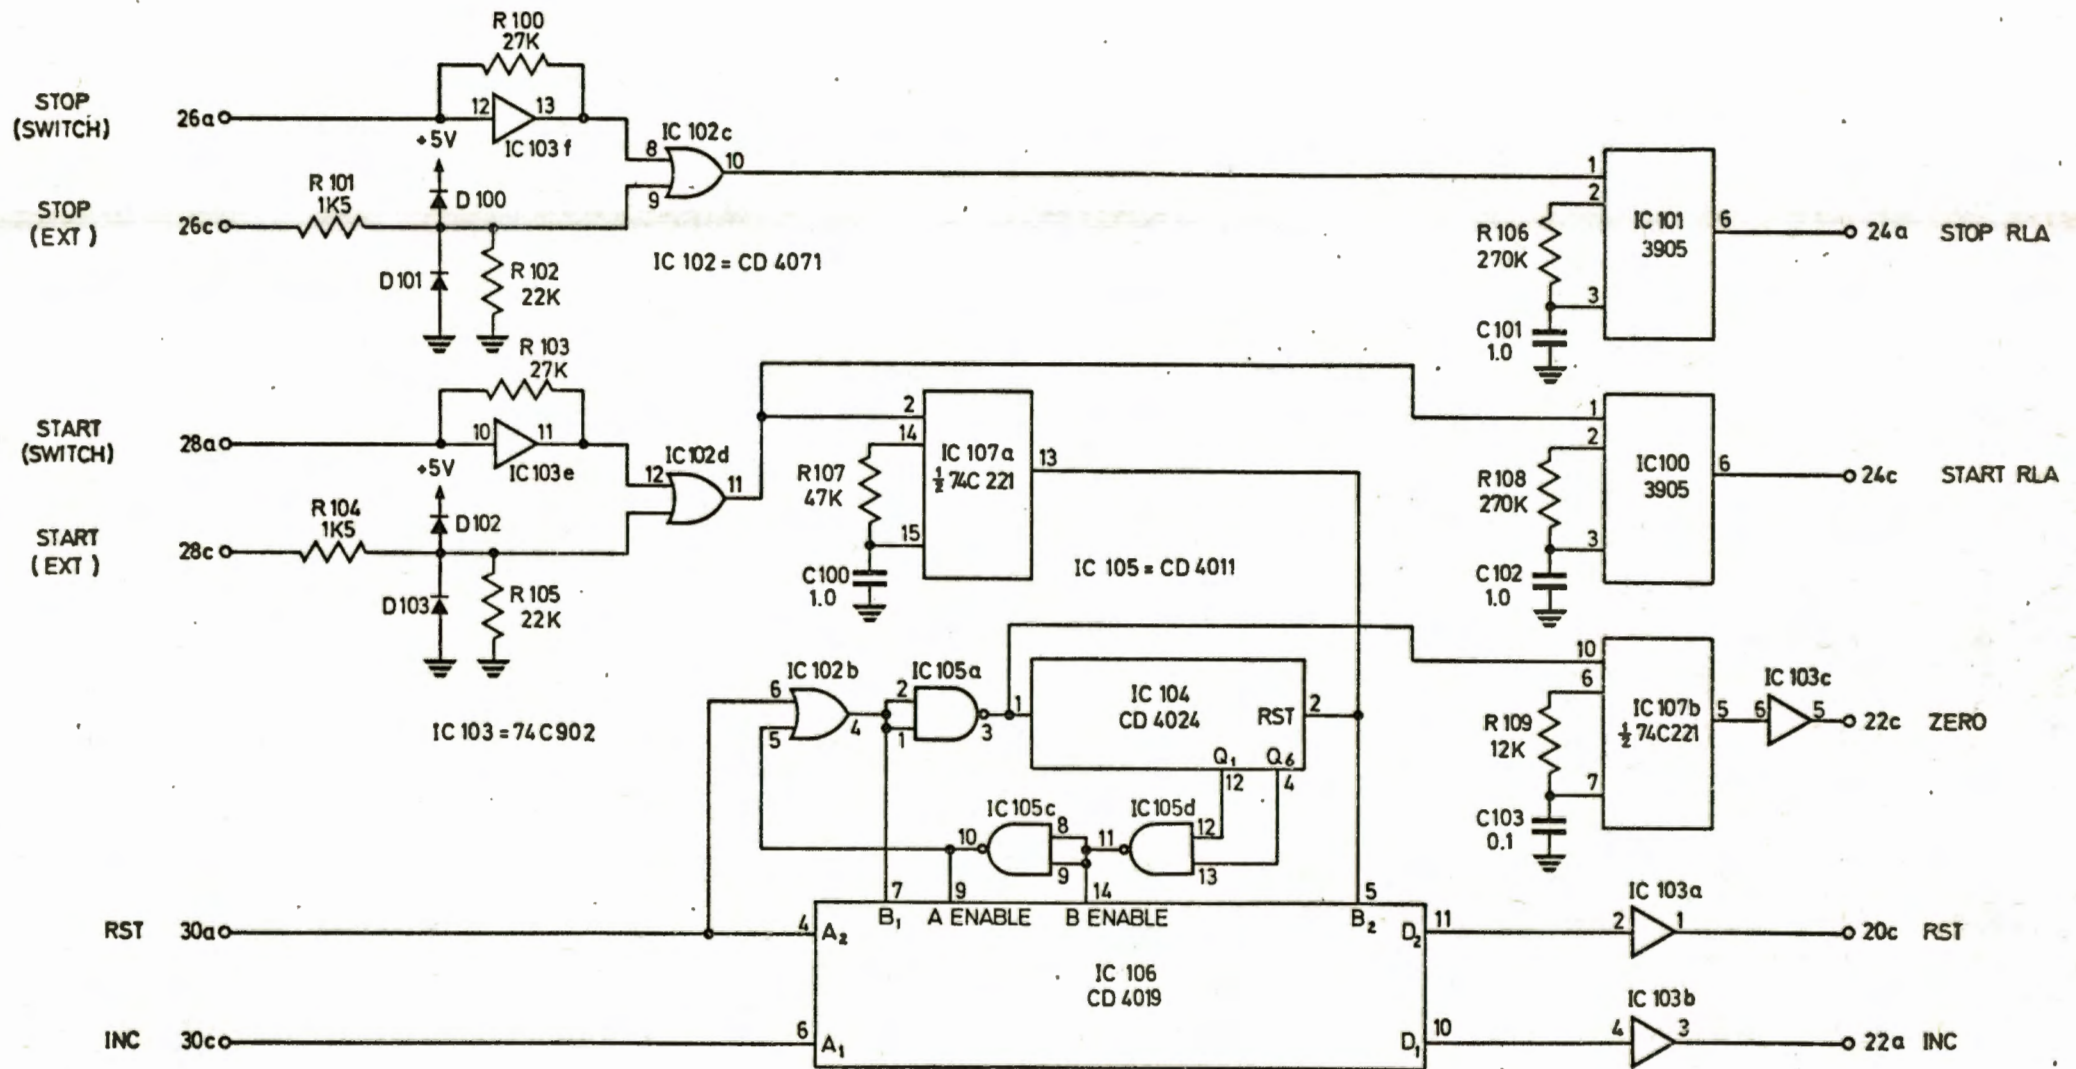 R 100
27K
STOP
(SWITCH)
26a
12
13
+5V
IC 103 f
IC 102c
8
10
9
1
2
R 101
1K5
D 100
STOP
(EXT)
26c
R106
270K
IC 101
3905
6
24a
STOP RLA
IC 102 = CD 4071
D101
R 102
22K
3
C101
1.0
R 103
27K
START
(SWITCH)
28a
10
11
+5V
IC 103e
IC 102d
12
11
2
14
IC 107a
½ 74C 221
13
R107
47K
15
C100
1.0
1
2
R108
270K
IC100
3905
6
24c
START RLA
3
C102
1.0
R 104
1K5
D102
START
(EXT)
28c
D103
R 105
22K
IC 105 = CD 4011
IC 103 = 74C902
IC 102b
6
5
4
IC 105a
2
1
3
1
IC 104
CD 4024
RST
2
Q1
Q6
12
4
10
6
R 109
12K
IC107b
½ 74C221
5
7
C103
0.1
IC 103c
6
5
22c
ZERO
IC 105c
10
8
9
IC105d
11
12
13
7
9
14
5
B1
A ENABLE
B ENABLE
B2
RST
30a
4
A2
D2
11
IC 103a
2
1
20c
RST
IC 106
CD 4019
INC
30c
6
A1
D1
10
IC 103b
4
3
22a
INC